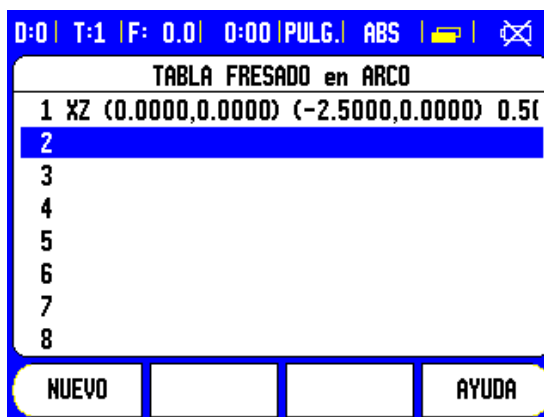 D:0| T:1 |F: 0.0| 0:00 |PULG.| ABS | |
TABLA FRESADO en ARCO
1 XZ (0.0000,0.0000) (-2.5000,0.0000) 0.5(
2
3
4
5
6
7
8
NUEVO AYUDA